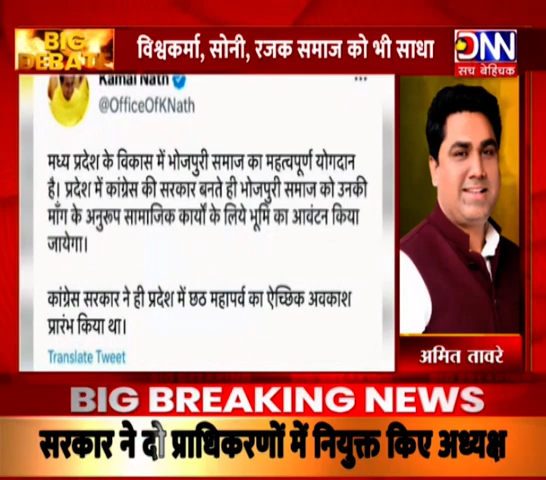 BIG
DEBATE
विश्वकर्मा, सोनी, रजक समाज को भी साधा
DNN
सच बेहिचक
Kamal Nath
@OfficeOfKNath
मध्य प्रदेश के विकास में भोजपुरी समाज का महत्वपूर्ण योगदान
है। प्रदेश में कांग्रेस की सरकार बनते ही भोजपुरी समाज को उनकी
माँग के अनुरूप सामाजिक कार्यों के लिये भूमि का आवंटन किया
जायेगा।
कांग्रेस सरकार ने ही प्रदेश में छठ महापर्व का ऐच्छिक अवकाश
प्रारंभ किया था।
Translate Tweet
अमित तावरे
BIG BREAKING NEWS
सरकार ने दो प्राधिकरणों में नियुक्त किए अध्यक्ष